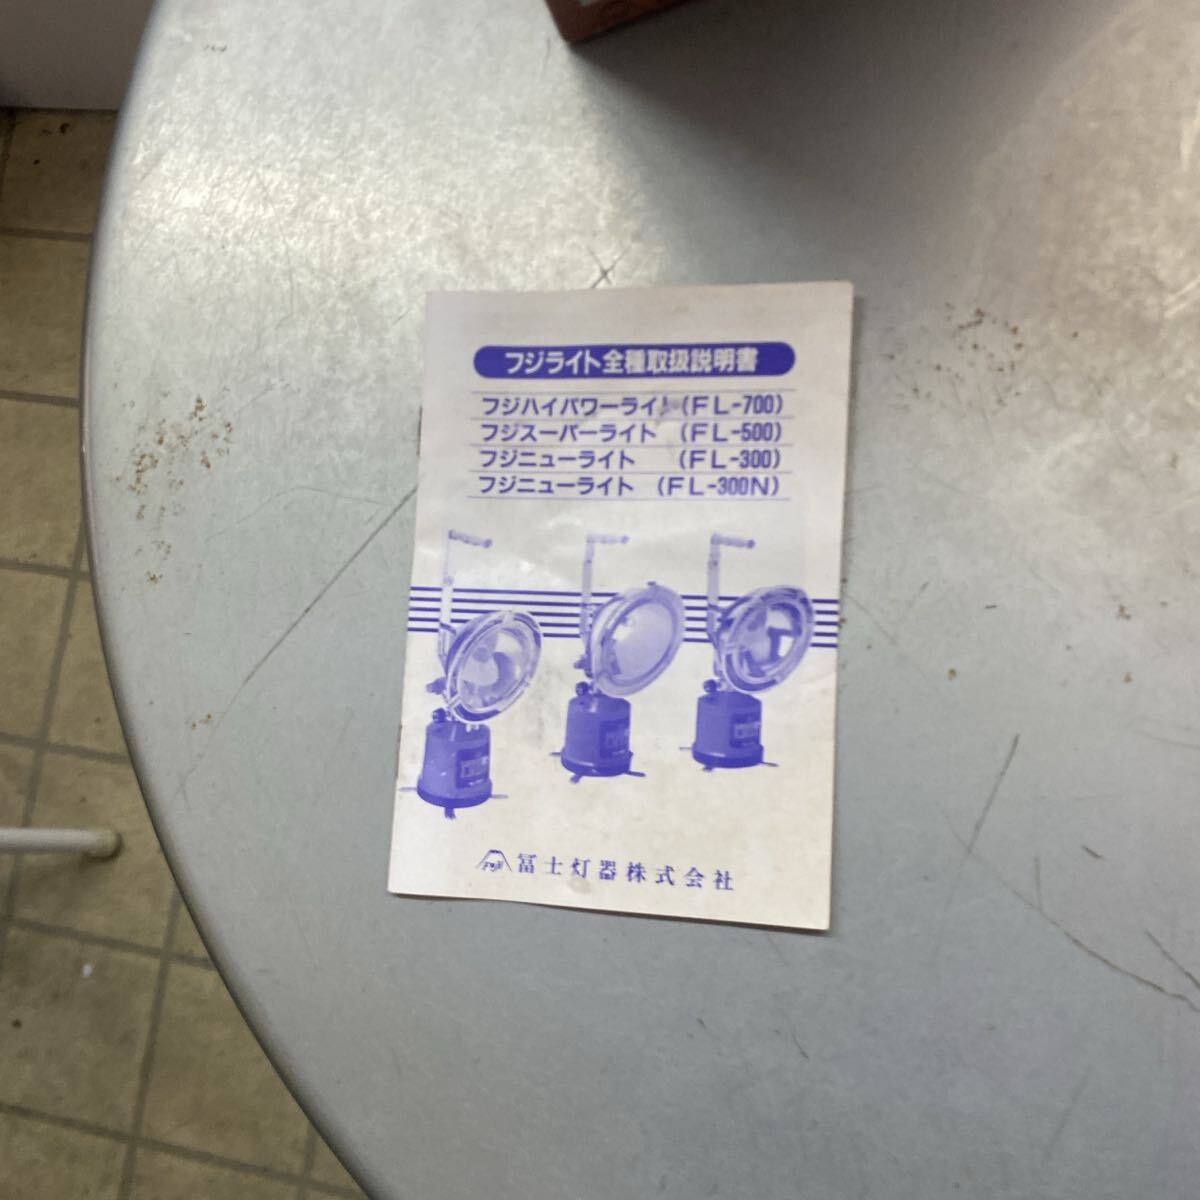 フジライト全種取扱説明書
フジハイパワーライト(FL-700)
フジスーパーライト (FL-500)
フジニューライト (FL-300)
フジニューライト (FL-300N)
Fuji 冨士灯器株式会社